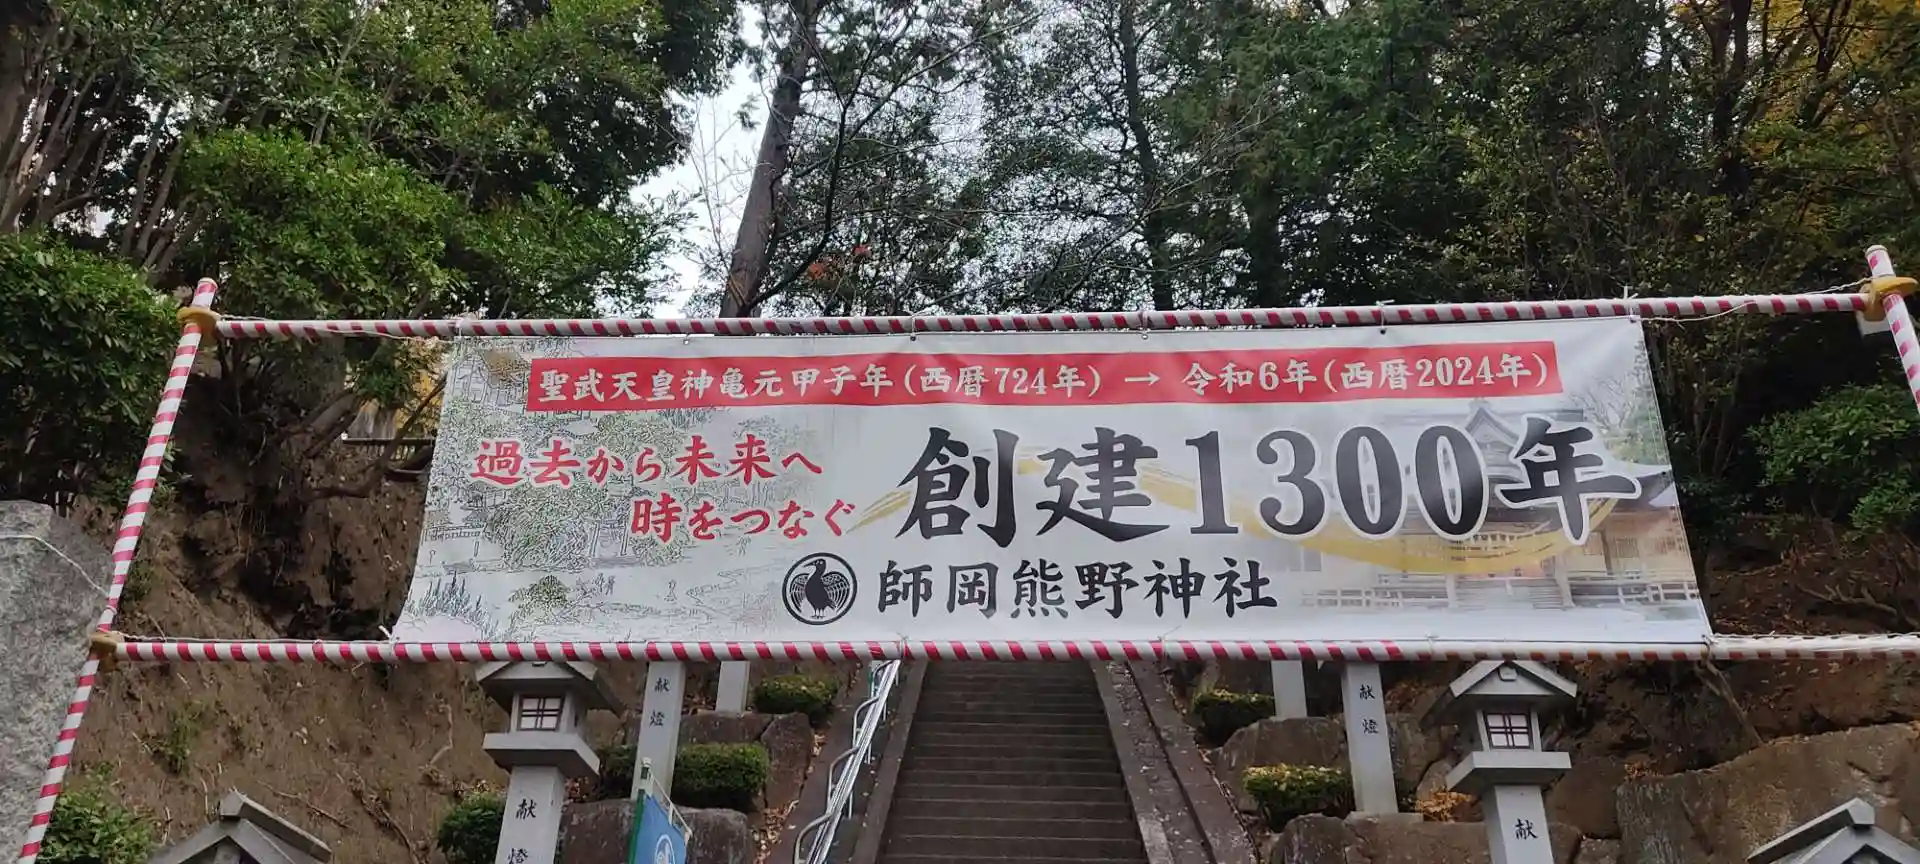 聖武天皇神亀元甲子年(西暦724年) → 令和6年(西暦2024年)
過去から未来へ
時をつなぐ
創建1300年
師岡熊野神社
献燈
献燈
献燈
献